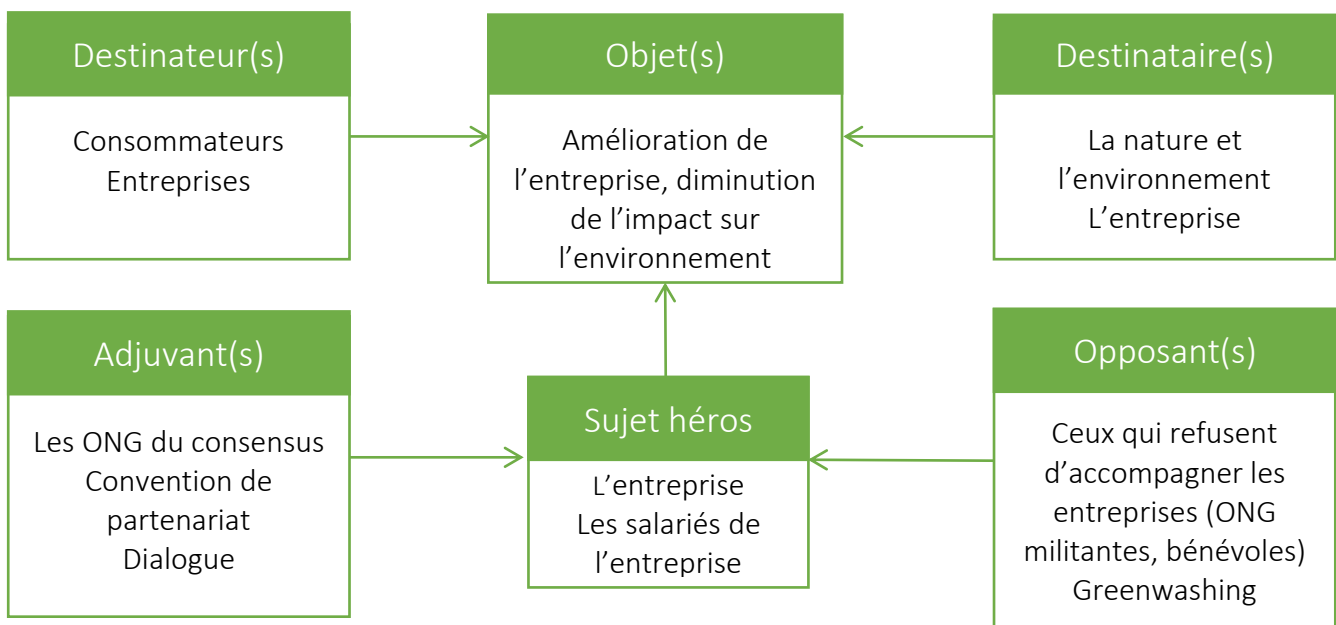 Destinateur(s)
Consommateurs
Entreprises
Objet(s)
Amélioration de
l’entreprise, diminution
de l’impact sur
l’environnement
Destinataire(s)
La nature et
l’environnement
L’entreprise
Adjuvant(s)
Les ONG du consensus
Convention de
partenariat
Dialogue
Sujet héros
L’entreprise
Les salariés de
l’entreprise
Opposant(s)
Ceux qui refusent
d’accompagner les
entreprises (ONG
militantes, bénévoles)
Greenwashing